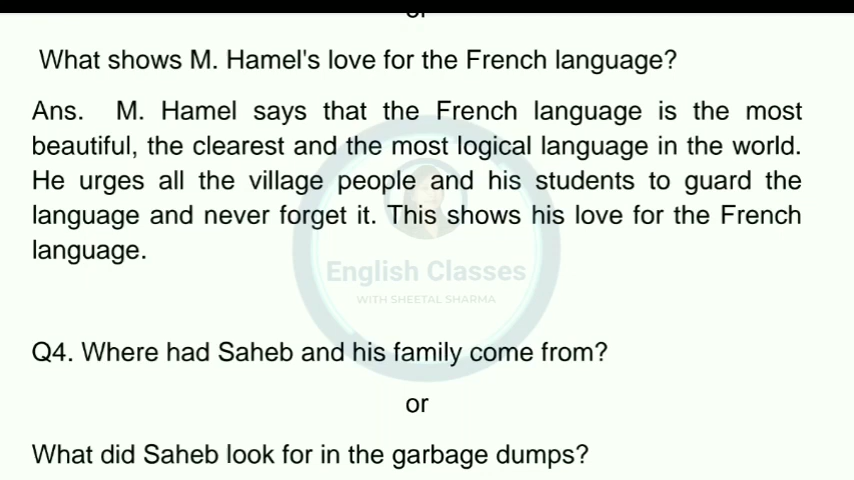 or
What shows M. Hamel's love for the French language?
Ans. M. Hamel says that the French language is the most
beautiful, the clearest and the most logical language in the world.
He urges all the village people and his students to guard the
language and never forget it. This shows his love for the French
language.
English Classes
WITH SHEETAL SHARMA
Q4. Where had Saheb and his family come from?
or
What did Saheb look for in the garbage dumps?